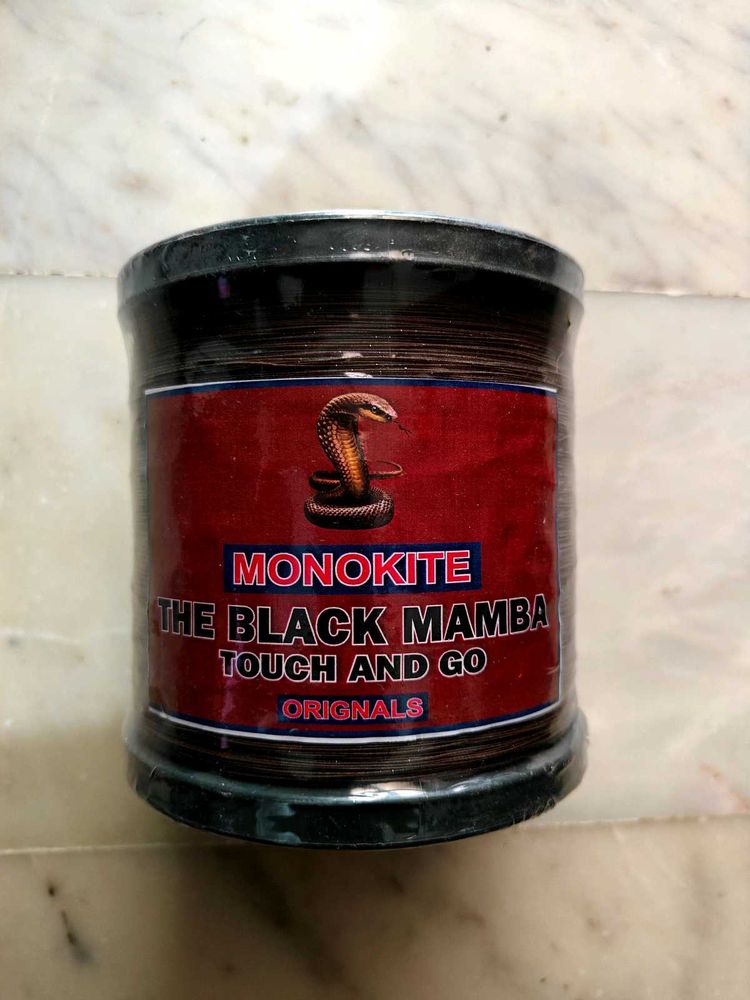 MONOKITE
THE BLACK MAMBA
TOUCH AND GO
ORIGNALS